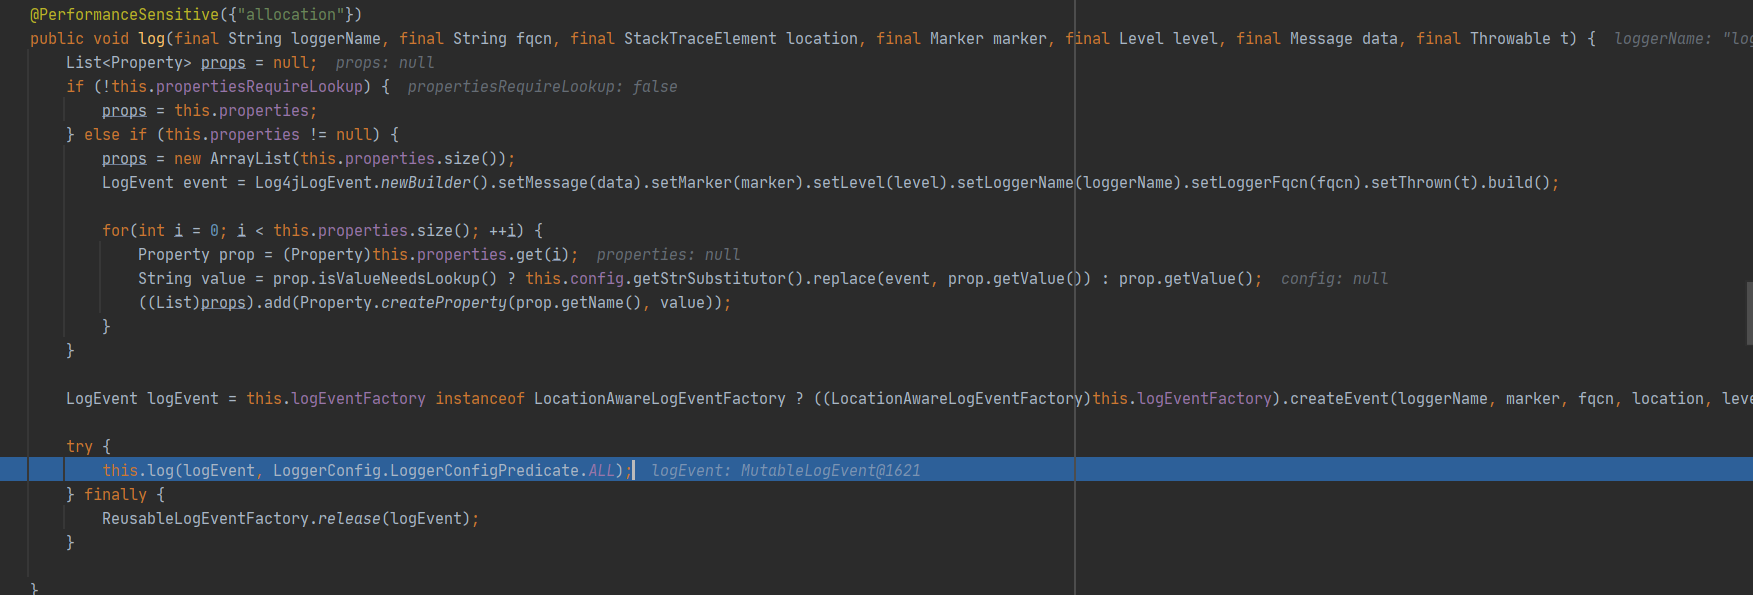 @PerformanceSensitive({"allocation"})
public void log(final String loggerName, final String fqcn, final StackTraceElement location, final Marker marker, final Level level, final Message data, final Throwable t) {  loggerName: "log
    List<Property> props = null;  props: null
    if (!this.propertiesRequireLookup) {  propertiesRequireLookup: false
        props = this.properties;
    } else if (this.properties != null) {
        props = new ArrayList(this.properties.size());
        LogEvent event = Log4jLogEvent.newBuilder().setMessage(data).setMarker(marker).setLevel(level).setLoggerName(loggerName).setLoggerFqcn(fqcn).setThrown(t).build();
        for(int i = 0; i < this.properties.size(); ++i) {
            Property prop = (Property)this.properties.get(i);  properties: null
            String value = prop.isValueNeedsLookup() ? this.config.getStrSubstitutor().replace(event, prop.getValue()) : prop.getValue();  config: null
            ((List)props).add(Property.createProperty(prop.getName(), value));
        }
    }
    LogEvent logEvent = this.logEventFactory instanceof LocationAwareLogEventFactory ? ((LocationAwareLogEventFactory)this.logEventFactory).createEvent(loggerName, marker, fqcn, location, leve
    try {
        this.log(logEvent, LoggerConfig.LoggerConfigPredicate.ALL);  logEvent: MutableLogEvent@1621
    } finally {
        ReusableLogEventFactory.release(logEvent);
    }
}